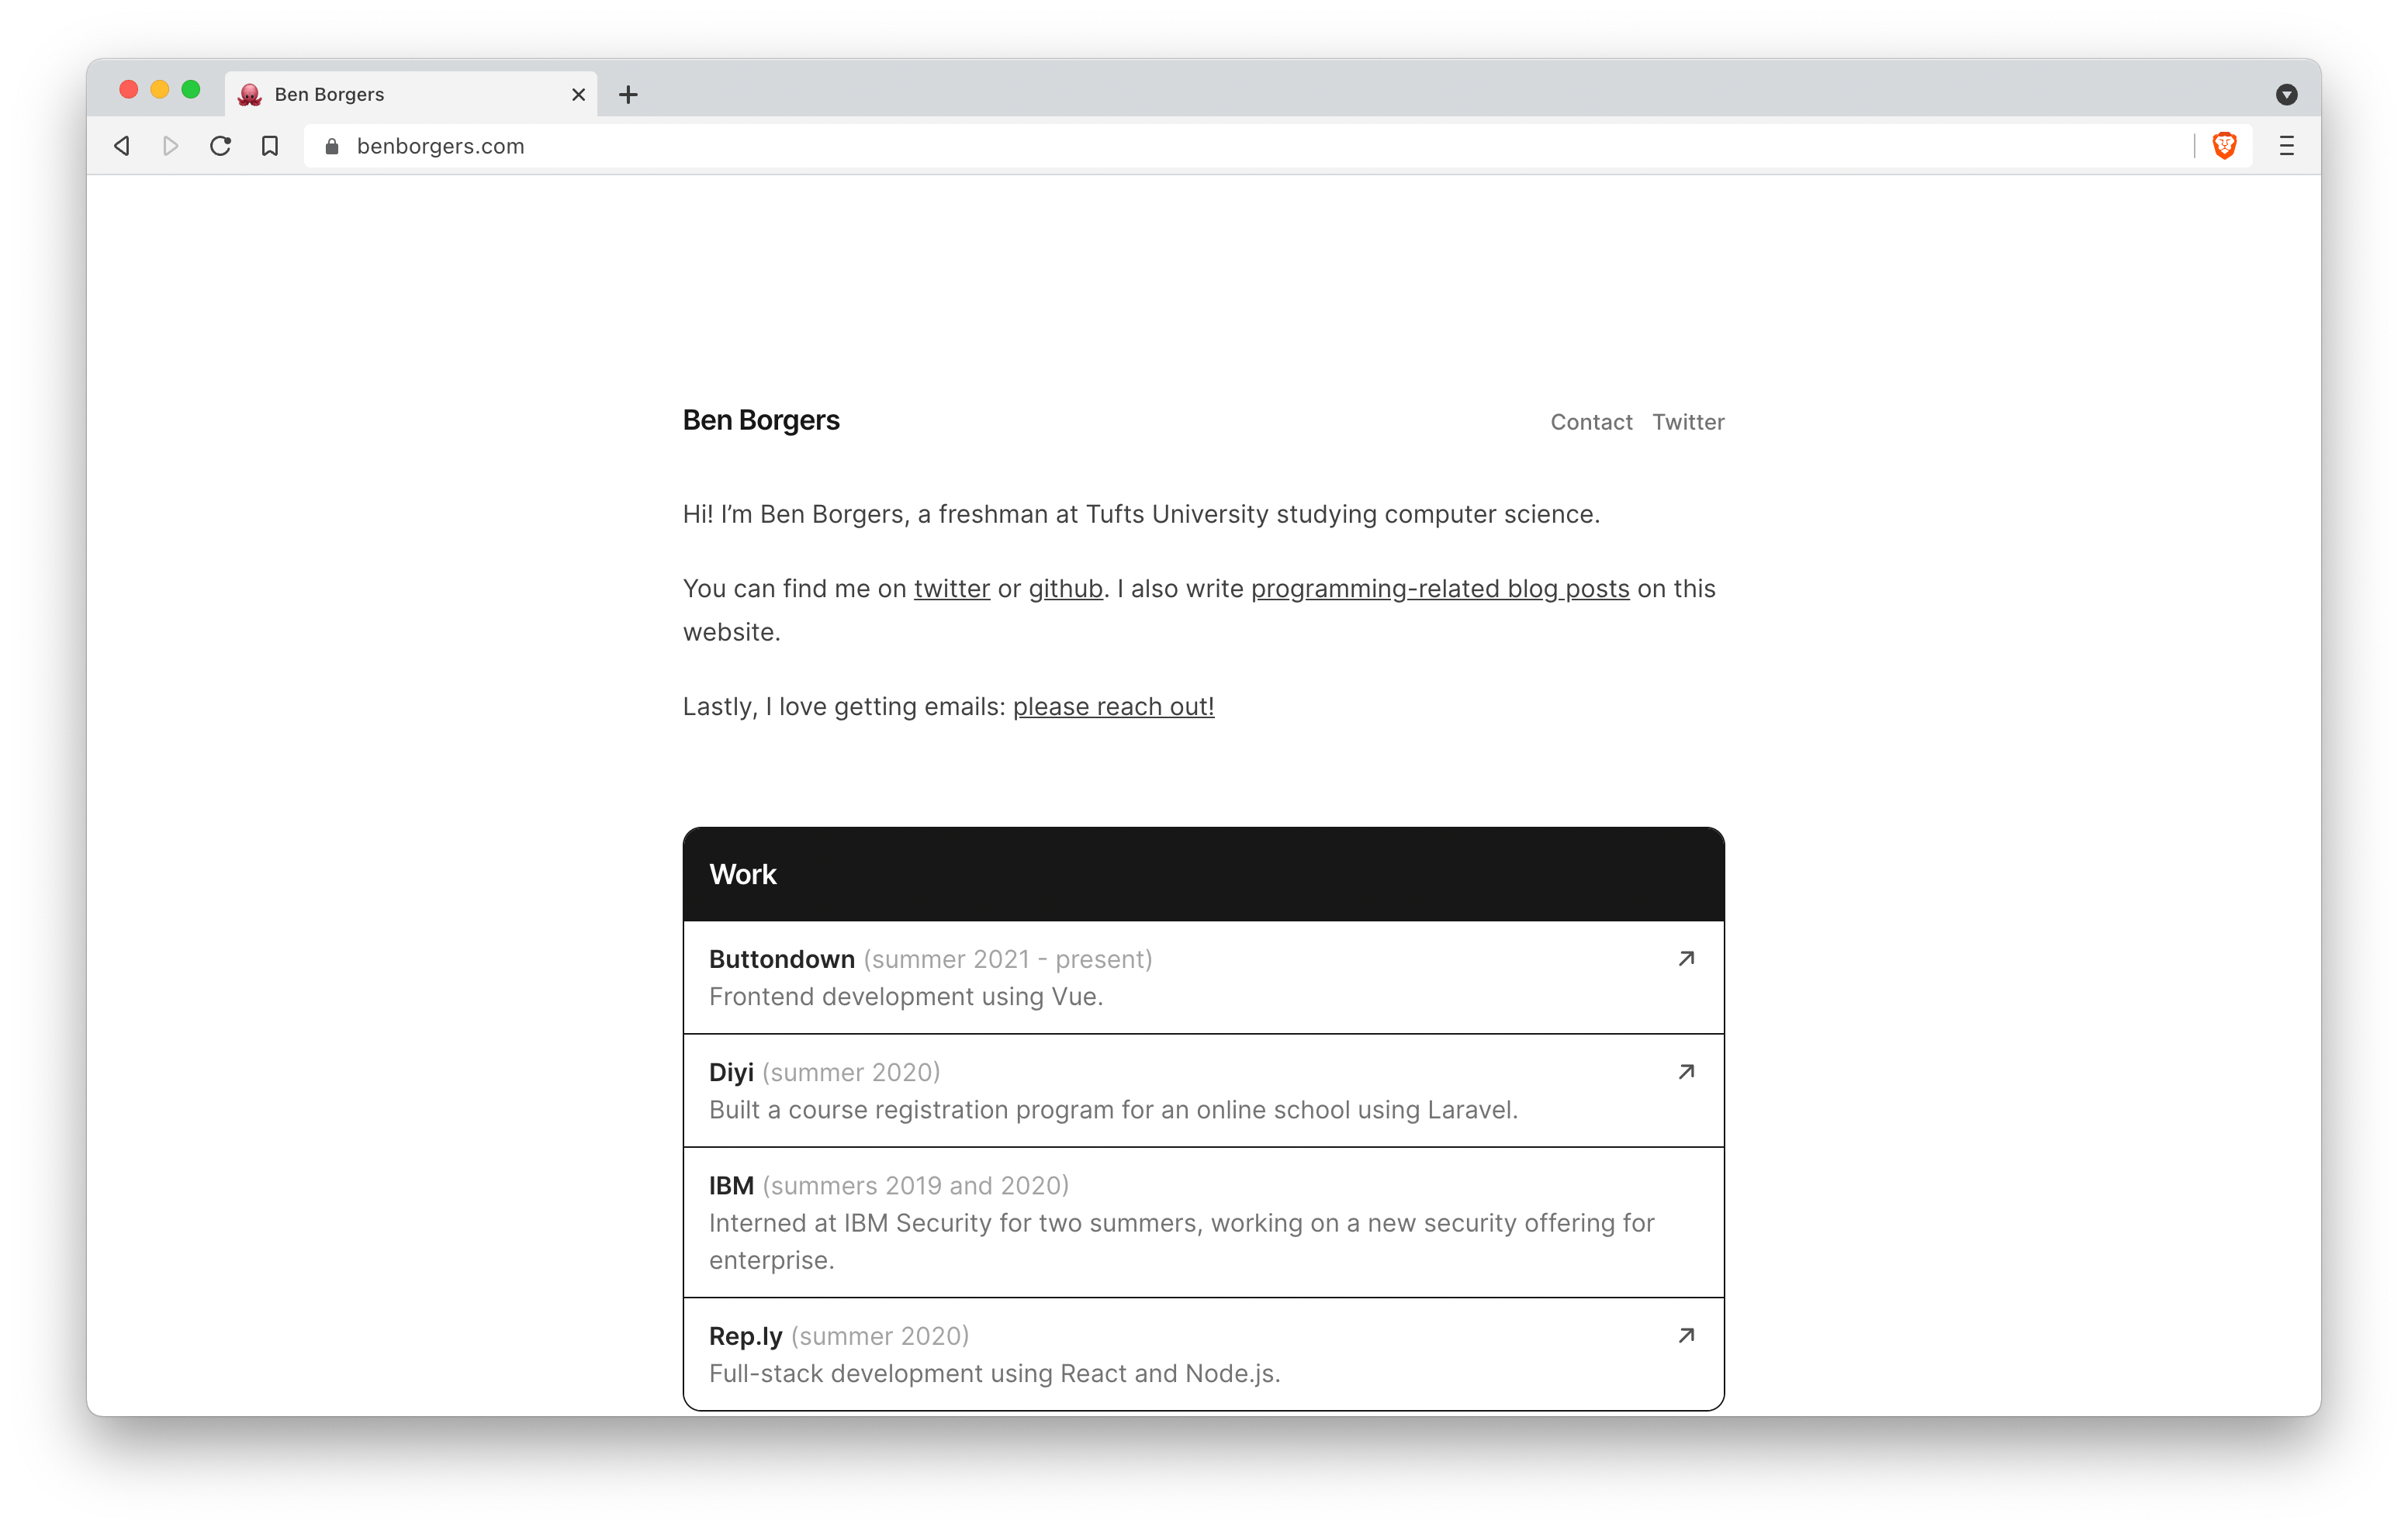 Ben Borgers
benborgers.com
Ben Borgers
Contact Twitter
Hi! I’m Ben Borgers, a freshman at Tufts University studying computer science.
You can find me on twitter or github. I also write programming-related blog posts on this
website.
Lastly, I love getting emails: please reach out!
Work
Buttondown (summer 2021 - present)
Frontend development using Vue.
Diyi (summer 2020)
Built a course registration program for an online school using Laravel.
IBM (summers 2019 and 2020)
Interned at IBM Security for two summers, working on a new security offering for
enterprise.
Rep.ly (summer 2020)
Full-stack development using React and Node.js.